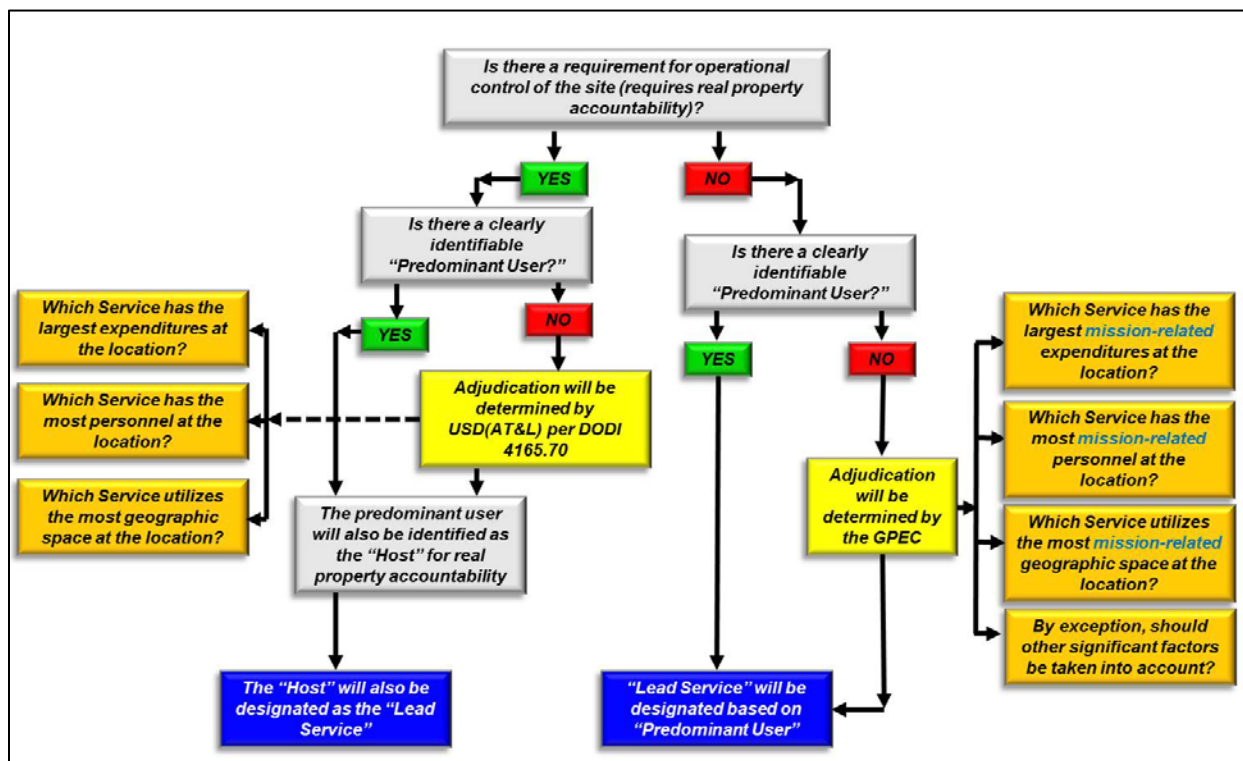 Is there a requirement for operational
control of the site (requires real property
accountability)?
YES
NO
Is there a clearly
identifiable
“Predominant User?”
Is there a clearly
identifiable
“Predominant User?”
Which Service has the
largest expenditures at
the location?
YES
NO
YES
NO
Which Service has the
largest mission-related
expenditures at the
location?
Which Service has the
most personnel at the
location?
Adjudication will be
determined by
USD(AT&L) per DODI
4165.70
Which Service has the
most mission-related
personnel at the
location?
Which Service utilizes
the most geographic
space at the location?
The predominant user
will also be identified as
the “Host” for real
property accountability
Adjudication
will be
determined by
the GPEC
Which Service utilizes
the most mission-related
geographic space at the
location?
By exception, should
other significant factors
be taken into account?
The “Host” will also be
designated as the “Lead
Service”
“Lead Service” will be
designated based on
“Predominant User”